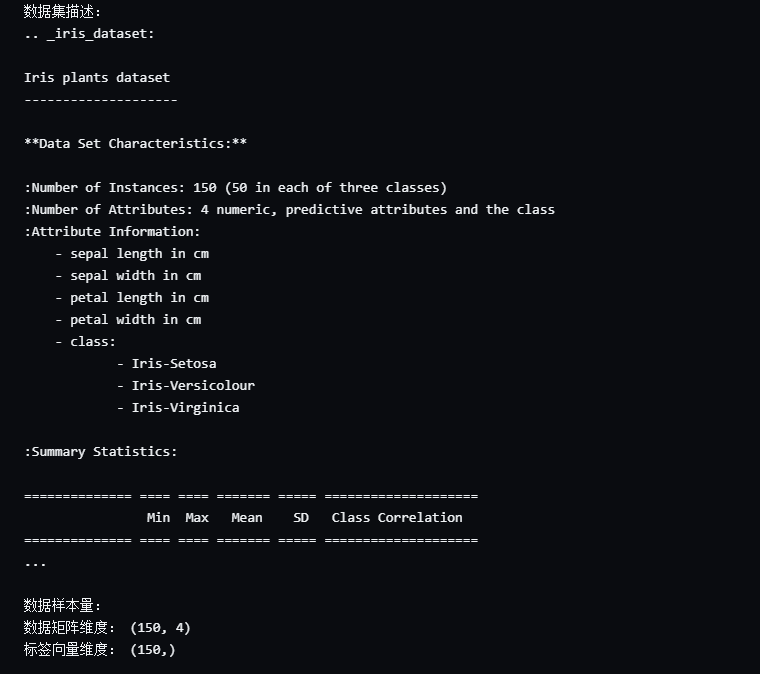 数据集描述:
.. _iris_dataset:
Iris plants dataset
--------------------
**Data Set Characteristics:**
:Number of Instances: 150 (50 in each of three classes)
:Number of Attributes: 4 numeric, predictive attributes and the class
:Attribute Information:
    - sepal length in cm
    - sepal width in cm
    - petal length in cm
    - petal width in cm
    - class:
            - Iris-Setosa
            - Iris-Versicolour
            - Iris-Virginica
:Summary Statistics:
============== ==== ==== ======= ===== ====================
                Min  Max   Mean    SD   Class Correlation
============== ==== ==== ======= ===== ====================
...
数据样本量:
数据矩阵维度: (150, 4)
标签向量维度: (150,)